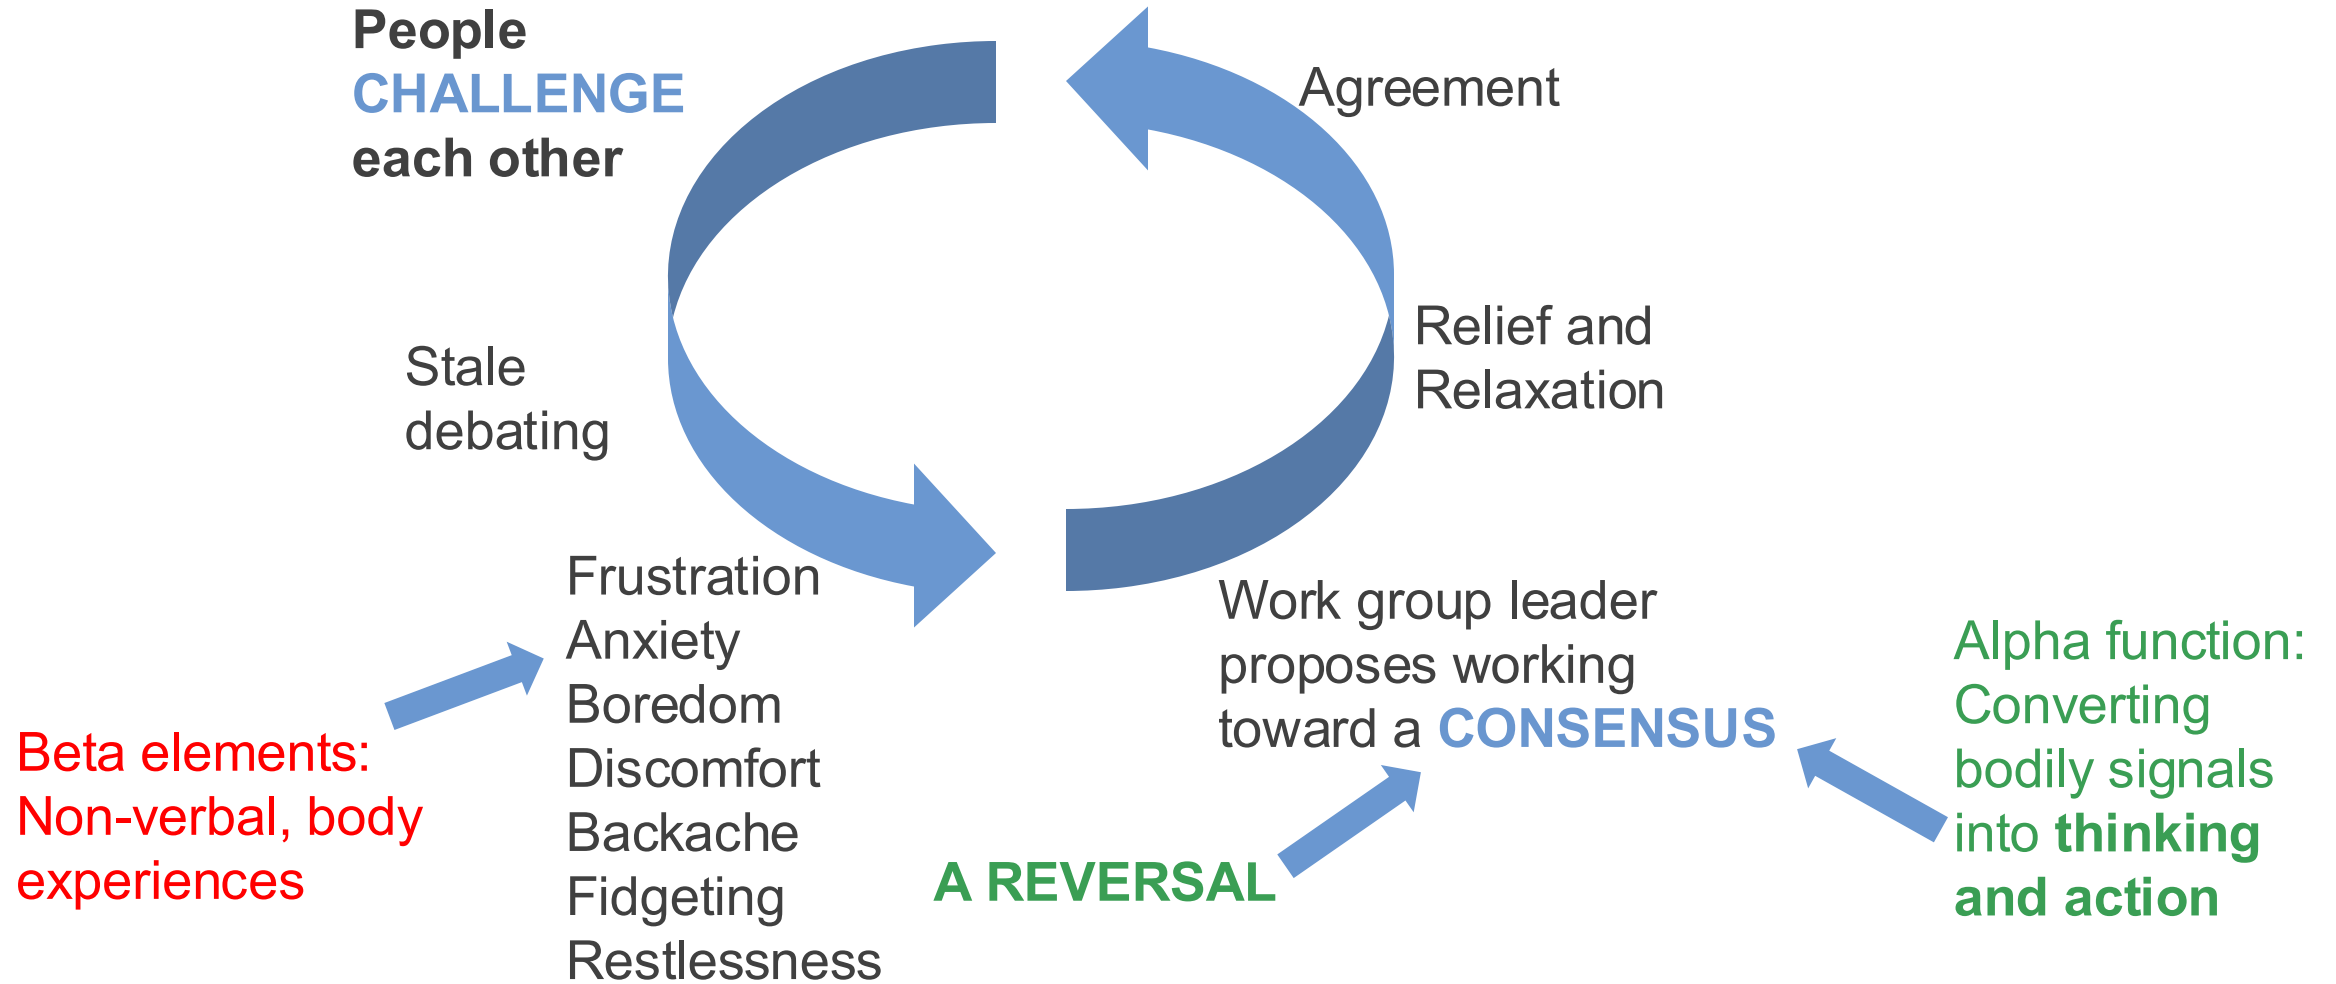 People
CHALLENGE
each other
Agreement
Stale
debating
Relief and
Relaxation
Frustration
Anxiety
Boredom
Discomfort
Backache
Fidgeting
Restlessness
Beta elements:
Non-verbal, body
experiences
Work group leader
proposes working
toward a CONSENSUS
A REVERSAL
Alpha function:
Converting
bodily signals
into thinking
and action